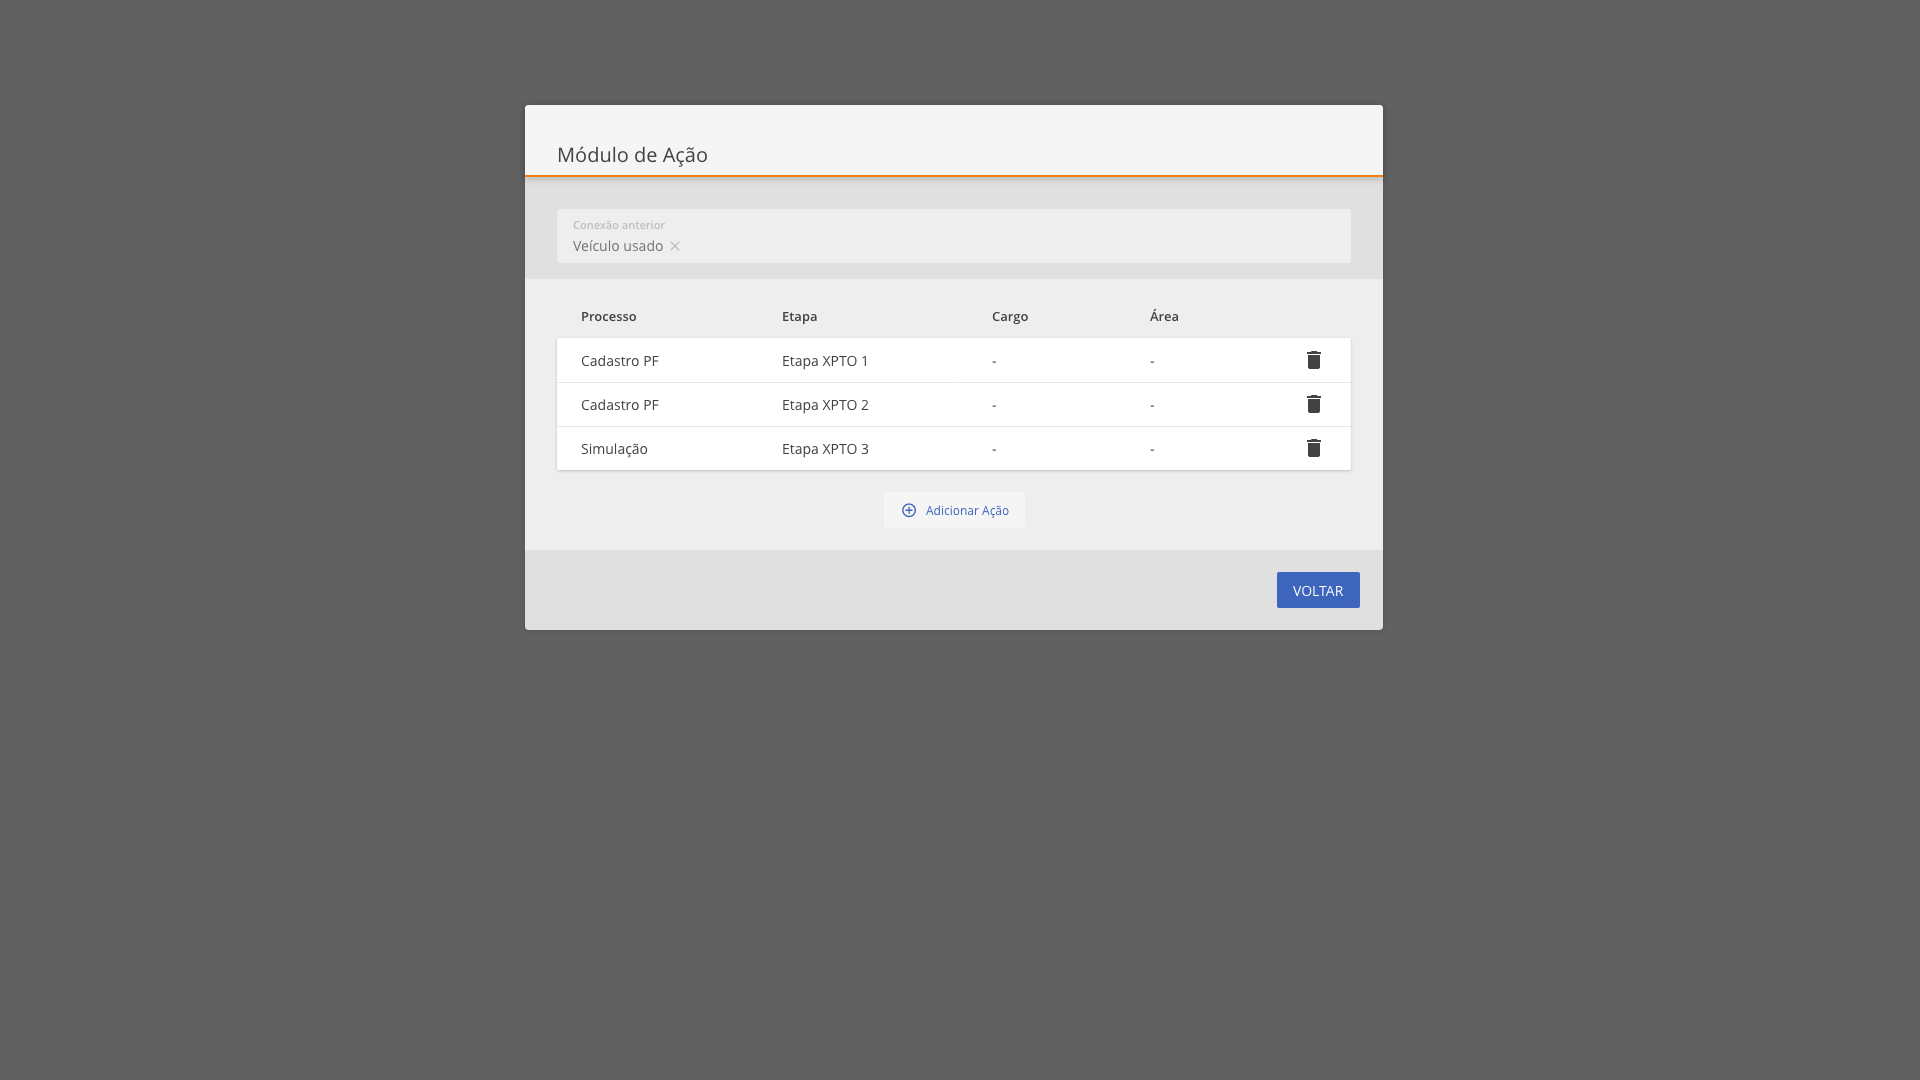 Módulo de Ação
Conexão anterior
Veículo usado
Processo Etapa Cargo Área
Cadastro PF Etapa XPTO 1 - -
Cadastro PF Etapa XPTO 2 - -
Simulação Etapa XPTO 3 - -
Adicionar Ação
VOLTAR